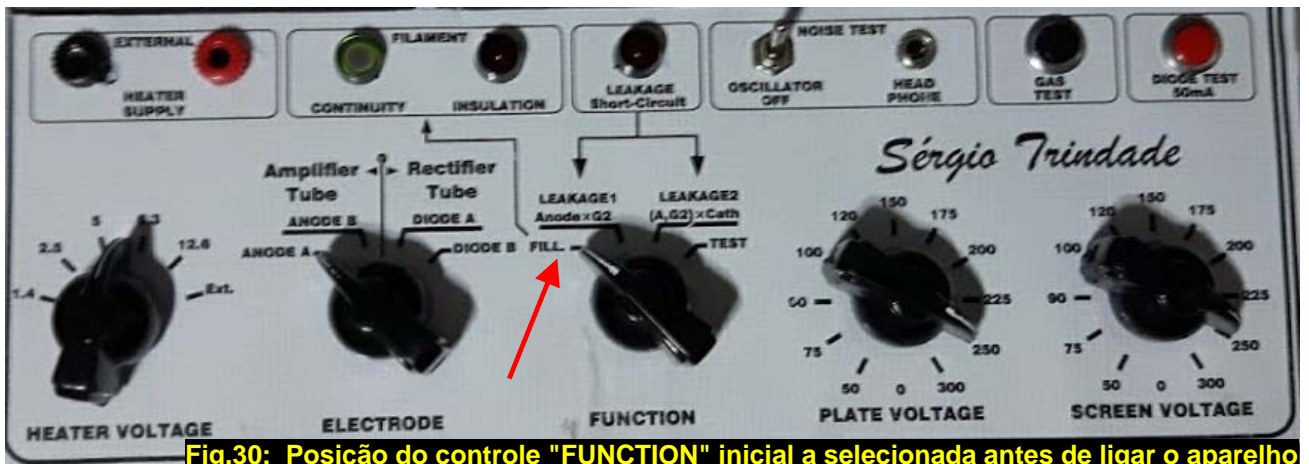 EXTERNAL
HEATER
SUPPLY
FILAMENT
CONTINUITY
INSULATION
LEAKAGE
Short-Circuit
NOISE TEST
OSCILLATOR
OFF
HEAD
PHONE
GAS
TEST
DIODE TEST
50mA
Sérgio Trindade
Amplifier Rectifier
Tube Tube
ANODE B DIODE A
ANODE A DIODE B
LEAKAGE1 LEAKAGE2
Anode×G2 (A,G2)×Cath
FILL. TEST
1.4 2.5 5 6.3 12.6 Ext.
50 75 90 100 120 150 175 200 225 250 300 0
50 75 90 100 120 150 175 200 225 250 300 0
HEATER VOLTAGE
ELECTRODE
FUNCTION
PLATE VOLTAGE
SCREEN VOLTAGE
Fig.30: Posição do controle "FUNCTION" inicial a selecionada antes de ligar o aparelho